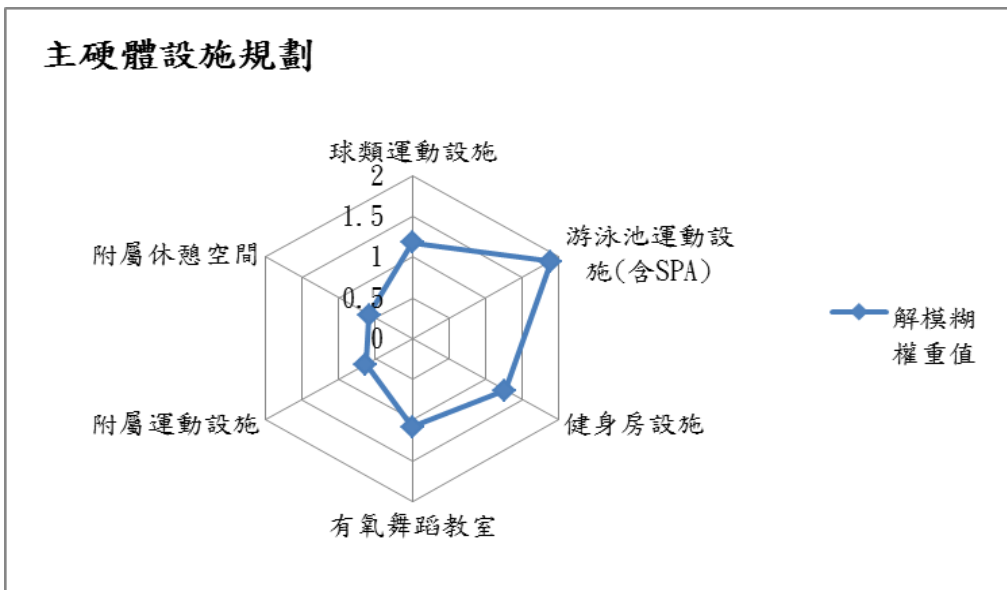 主硬體設施規劃
球類運動設施
2
1.5
1
0.5
0
游泳池運動設
施(含SPA)
健身房設施
有氧舞蹈教室
附屬運動設施
附屬休憩空間
解模糊
權重值